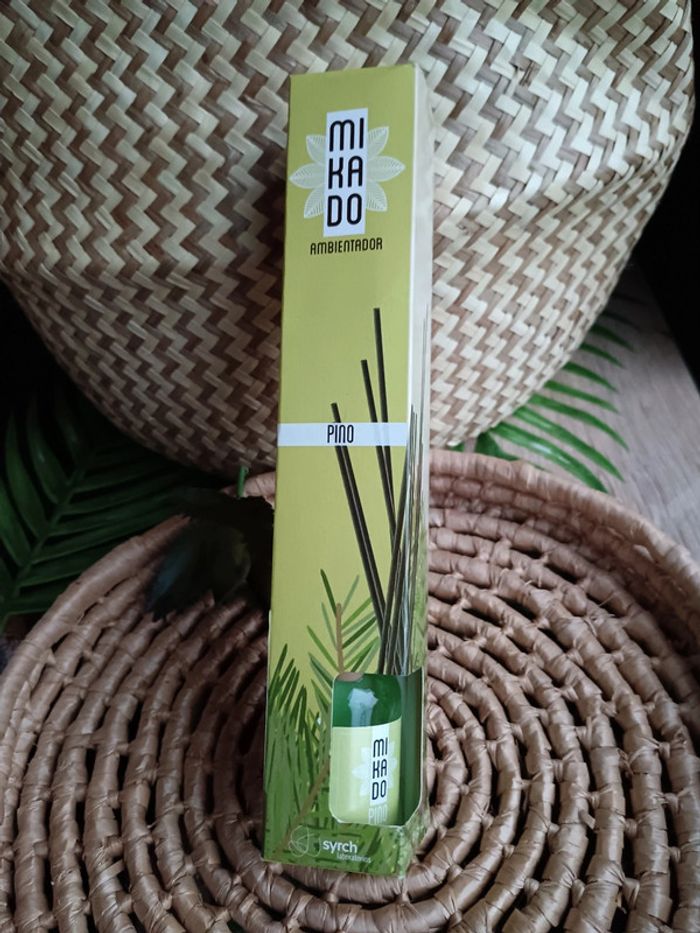 MI
KA
DO
AMBIENTADOR
PINO
MI
KA
DO
PINO
syrch
laboratorios